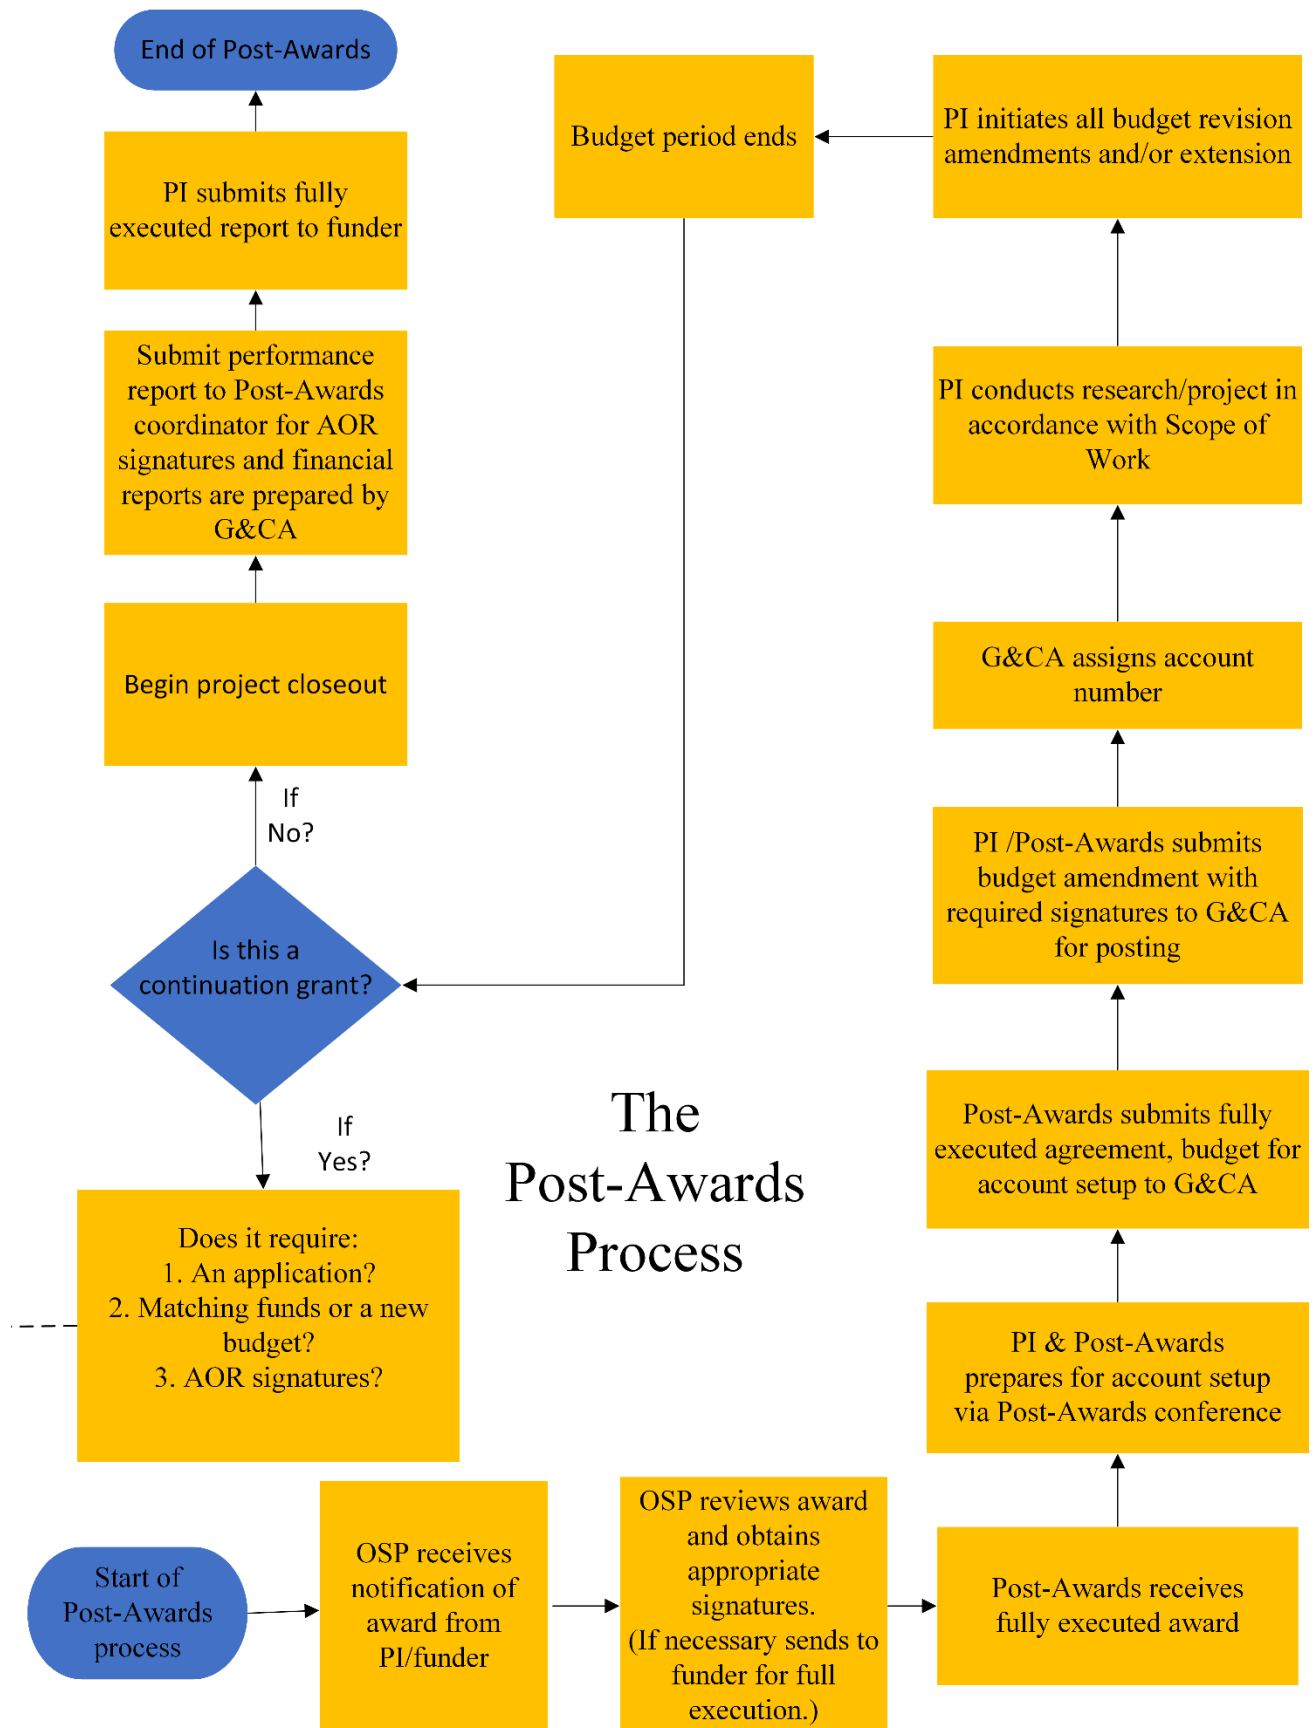 End of Post-Awards
PI submits fully
executed report to funder
Submit performance
report to Post-Awards
coordinator for AOR
signatures and financial
reports are prepared by
G&CA
Begin project closeout
If
No?
Is this a
continuation grant?
If
Yes?
Does it require:
1. An application?
2. Matching funds or a new
budget?
3. AOR signatures?
Start of
Post-Awards
process
OSP receives
notification of
award from
PI/funder
OSP reviews award
and obtains
appropriate
signatures.
(If necessary sends to
funder for full
execution.)
Post-Awards receives
fully executed award
PI & Post-Awards
prepares for account setup
via Post-Awards conference
Post-Awards submits fully
executed agreement, budget for
account setup to G&CA
PI /Post-Awards submits
budget amendment with
required signatures to G&CA
for posting
G&CA assigns account
number
PI conducts research/project in
accordance with Scope of
Work
PI initiates all budget revision
amendments and/or extension
Budget period ends
The
Post-Awards
Process